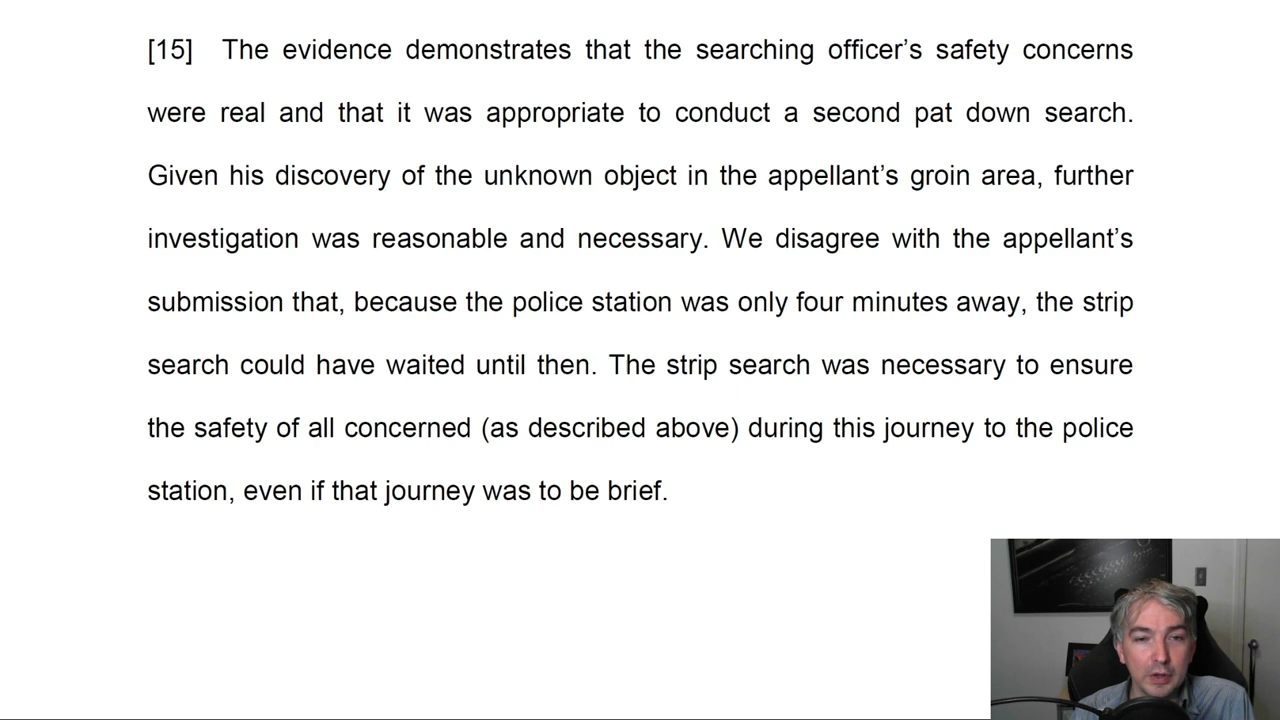 [15] The evidence demonstrates that the searching officer’s safety concerns
were real and that it was appropriate to conduct a second pat down search.
Given his discovery of the unknown object in the appellant’s groin area, further
investigation was reasonable and necessary. We disagree with the appellant’s
submission that, because the police station was only four minutes away, the strip
search could have waited until then. The strip search was necessary to ensure
the safety of all concerned (as described above) during this journey to the police
station, even if that journey was to be brief.